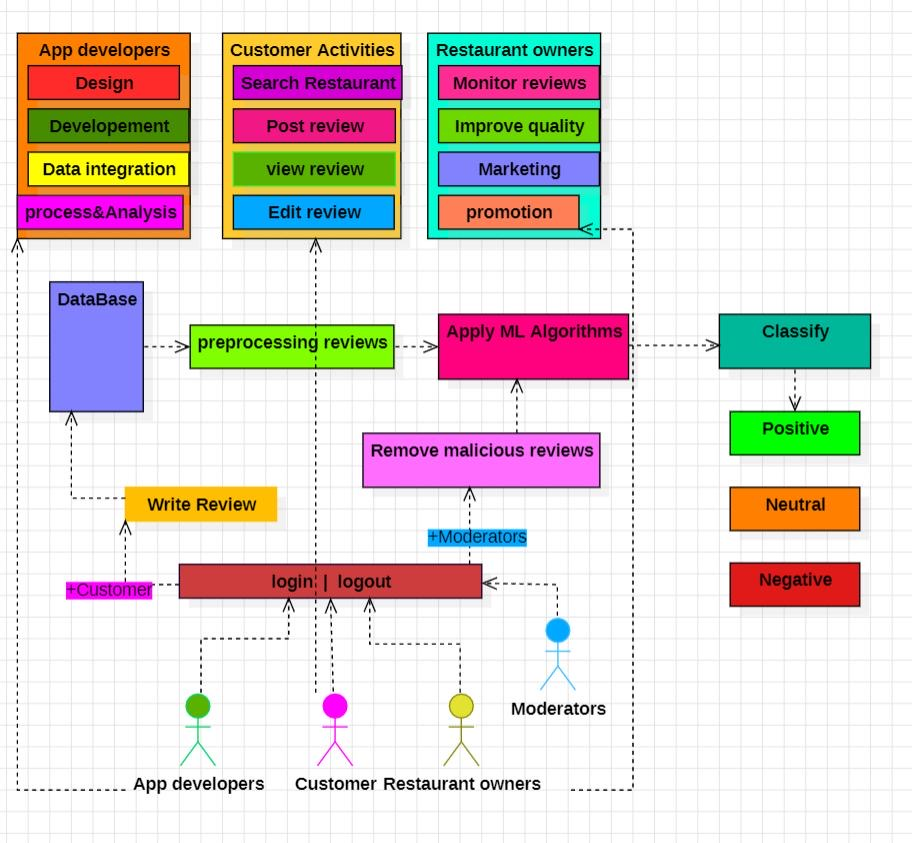 App developers
Design
Developement
Data integration
process&Analysis
Customer Activities
Search Restaurant
Post review
view review
Edit review
Restaurant owners
Monitor reviews
Improve quality
Marketing
promotion
DataBase
preprocessing reviews
Apply ML Algorithms
Classify
Positive
Neutral
Negative
Remove malicious reviews
Write Review
+Moderators
+Customer
login | logout
Moderators
App developers
Customer
Restaurant owners